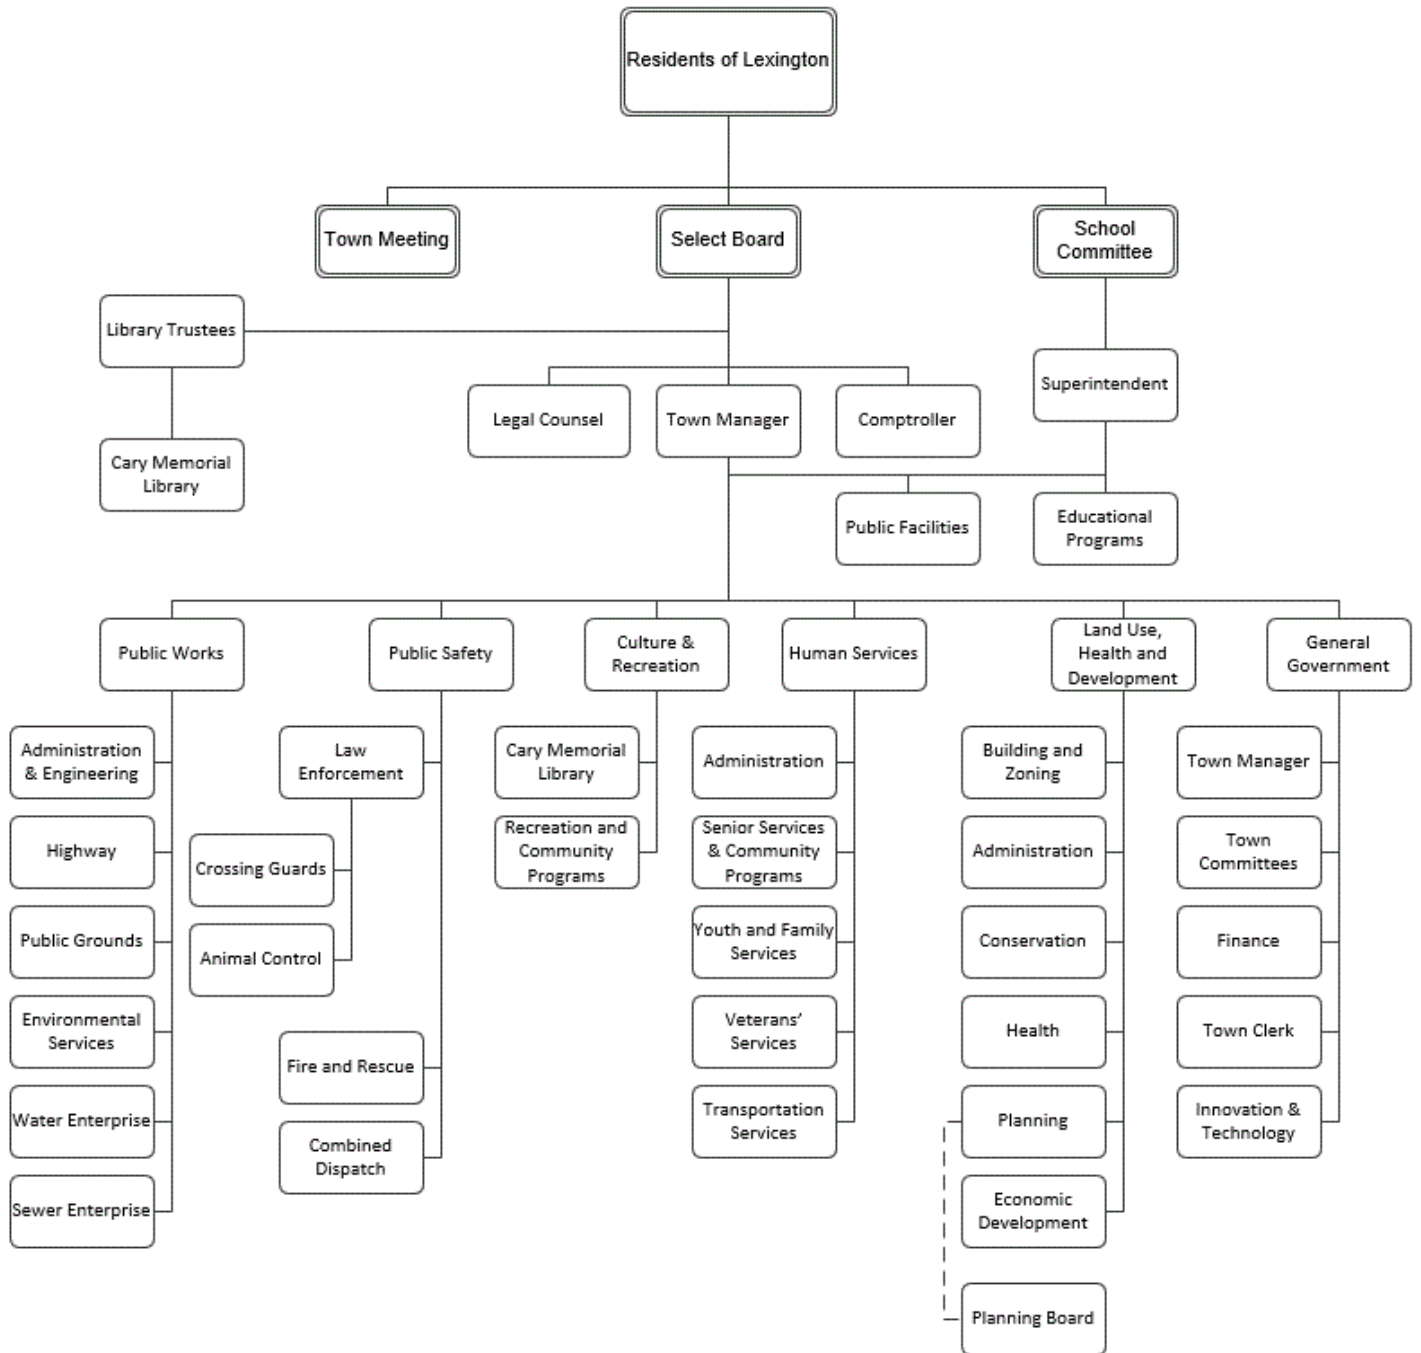 Residents of Lexington
Town Meeting
Select Board
School
Committee
Library Trustees
Superintendent
Legal Counsel
Town Manager
Comptroller
Cary Memorial
Library
Public Facilities
Educational
Programs
Public Works
Public Safety
Culture &
Recreation
Human Services
Land Use,
Health and
Development
General
Government
Administration
& Engineering
Highway
Public Grounds
Environmental
Services
Water Enterprise
Sewer Enterprise
Law
Enforcement
Crossing Guards
Animal Control
Fire and Rescue
Combined
Dispatch
Cary Memorial
Library
Recreation and
Community
Programs
Administration
Senior Services
& Community
Programs
Youth and Family
Services
Veterans’
Services
Transportation
Services
Building and
Zoning
Administration
Conservation
Health
Planning
Economic
Development
Planning Board
Town Manager
Town
Committees
Finance
Town Clerk
Innovation &
Technology